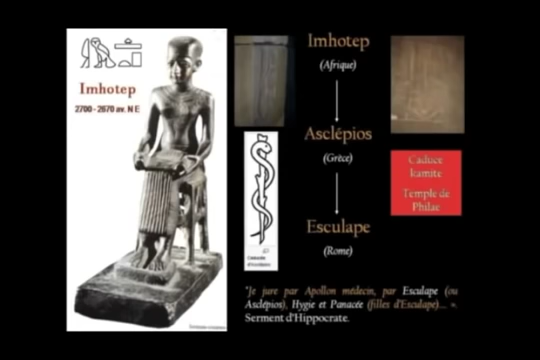 Imhotep
2700 - 2670 av. N E
Imhotep
(Afrique)
Asclépios
(Grèce)
Esculape
(Rome)
Caduce
kamite
Temple de
Philae
"Je jure par Apollon médecin, par Esculape (ou
Asclépios), Hygie et Panacée (filles d'Esculape)... ».
Serment d'Hippocrate.